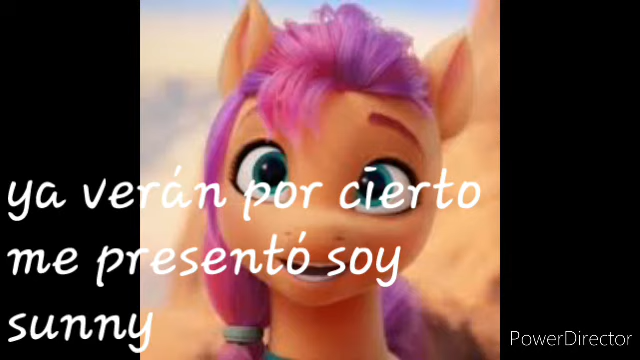 ya verán por cierto
me presentó soy
sunny
PowerDirector